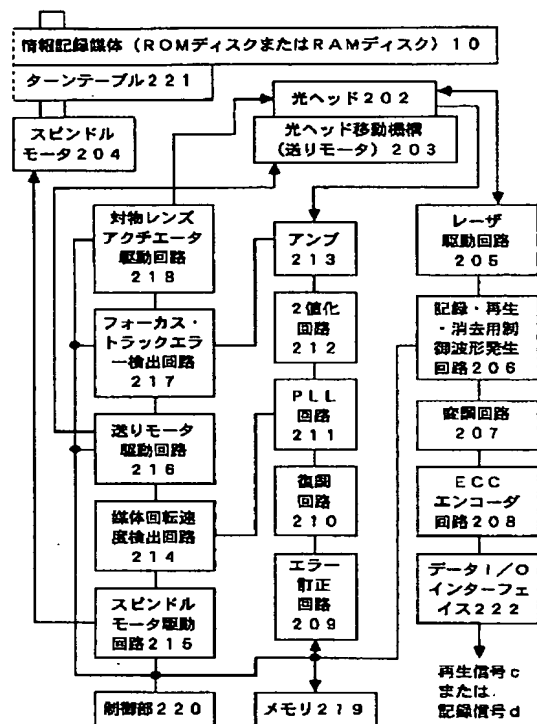 情報記録媒体（ROMディスクまたはRAMディスク）10
ターンテーブル221
光ヘッド202
光ヘッド移動機構
（送りモータ）203
スピンドル
モータ204
対物レンズ
アクチエータ
駆動回路
218
フォーカス・
トラックエラ
ー検出回路
217
送りモータ
駆動回路
216
媒体回転速
度検出回路
214
スピンドル
モータ駆動
回路215
制御部220
アンプ
213
2値化
回路
212
PLL
回路
211
復調
回路
210
エラー
訂正
回路
209
メモリ219
レーザ
駆動回路
205
記録・再生
・消去用制
御波形発生
回路206
変調回路
207
ECC
エンコーダ
回路208
データI／O
インターフェ
イス222
再生信号c
または
記録信号d